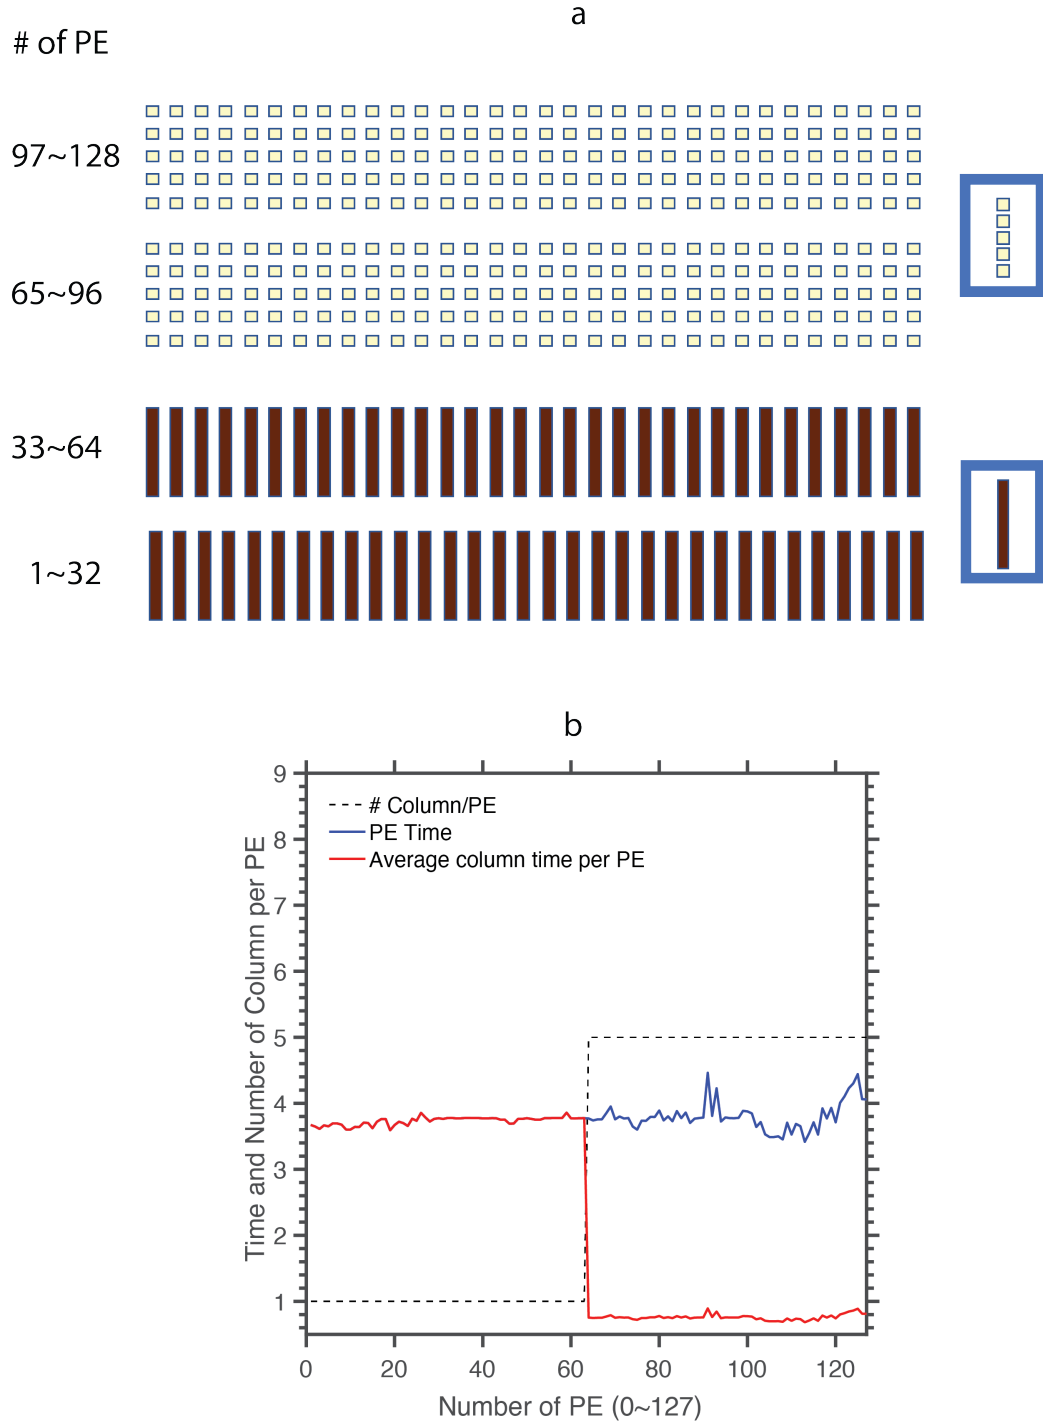 a
# of PE
97~128
65~96
33~64
1~32
b
9
8
7
6
5
4
3
2
1
# Column/PE
PE Time
Average column time per PE
Time and Number of Column per PE
0 20 40 60 80 100 120
Number of PE (0~127)